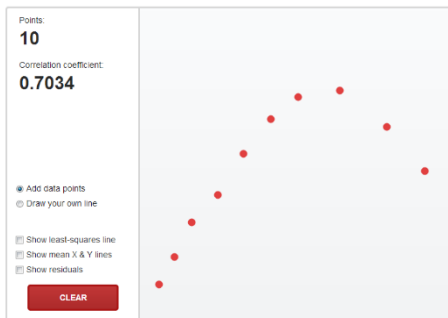 Points:
10
Correlation coefficient:
0.7034
Add data points
Draw your own line
Show least-squares line
Show mean X & Y lines
Show residuals
CLEAR